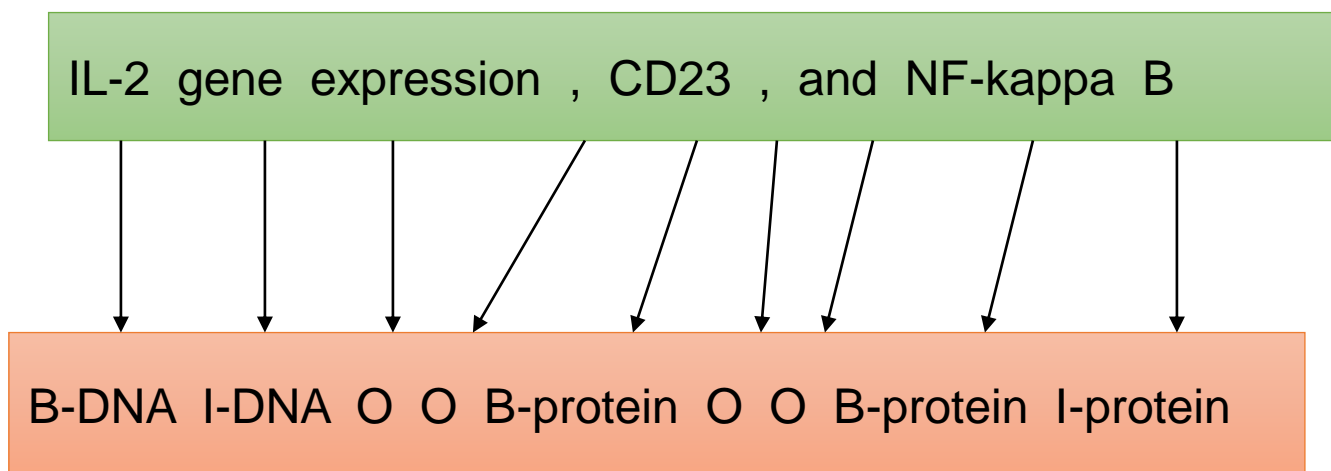 IL-2 gene expression , CD23 , and NF-kappa B
B-DNA I-DNA O O B-protein O O B-protein I-protein